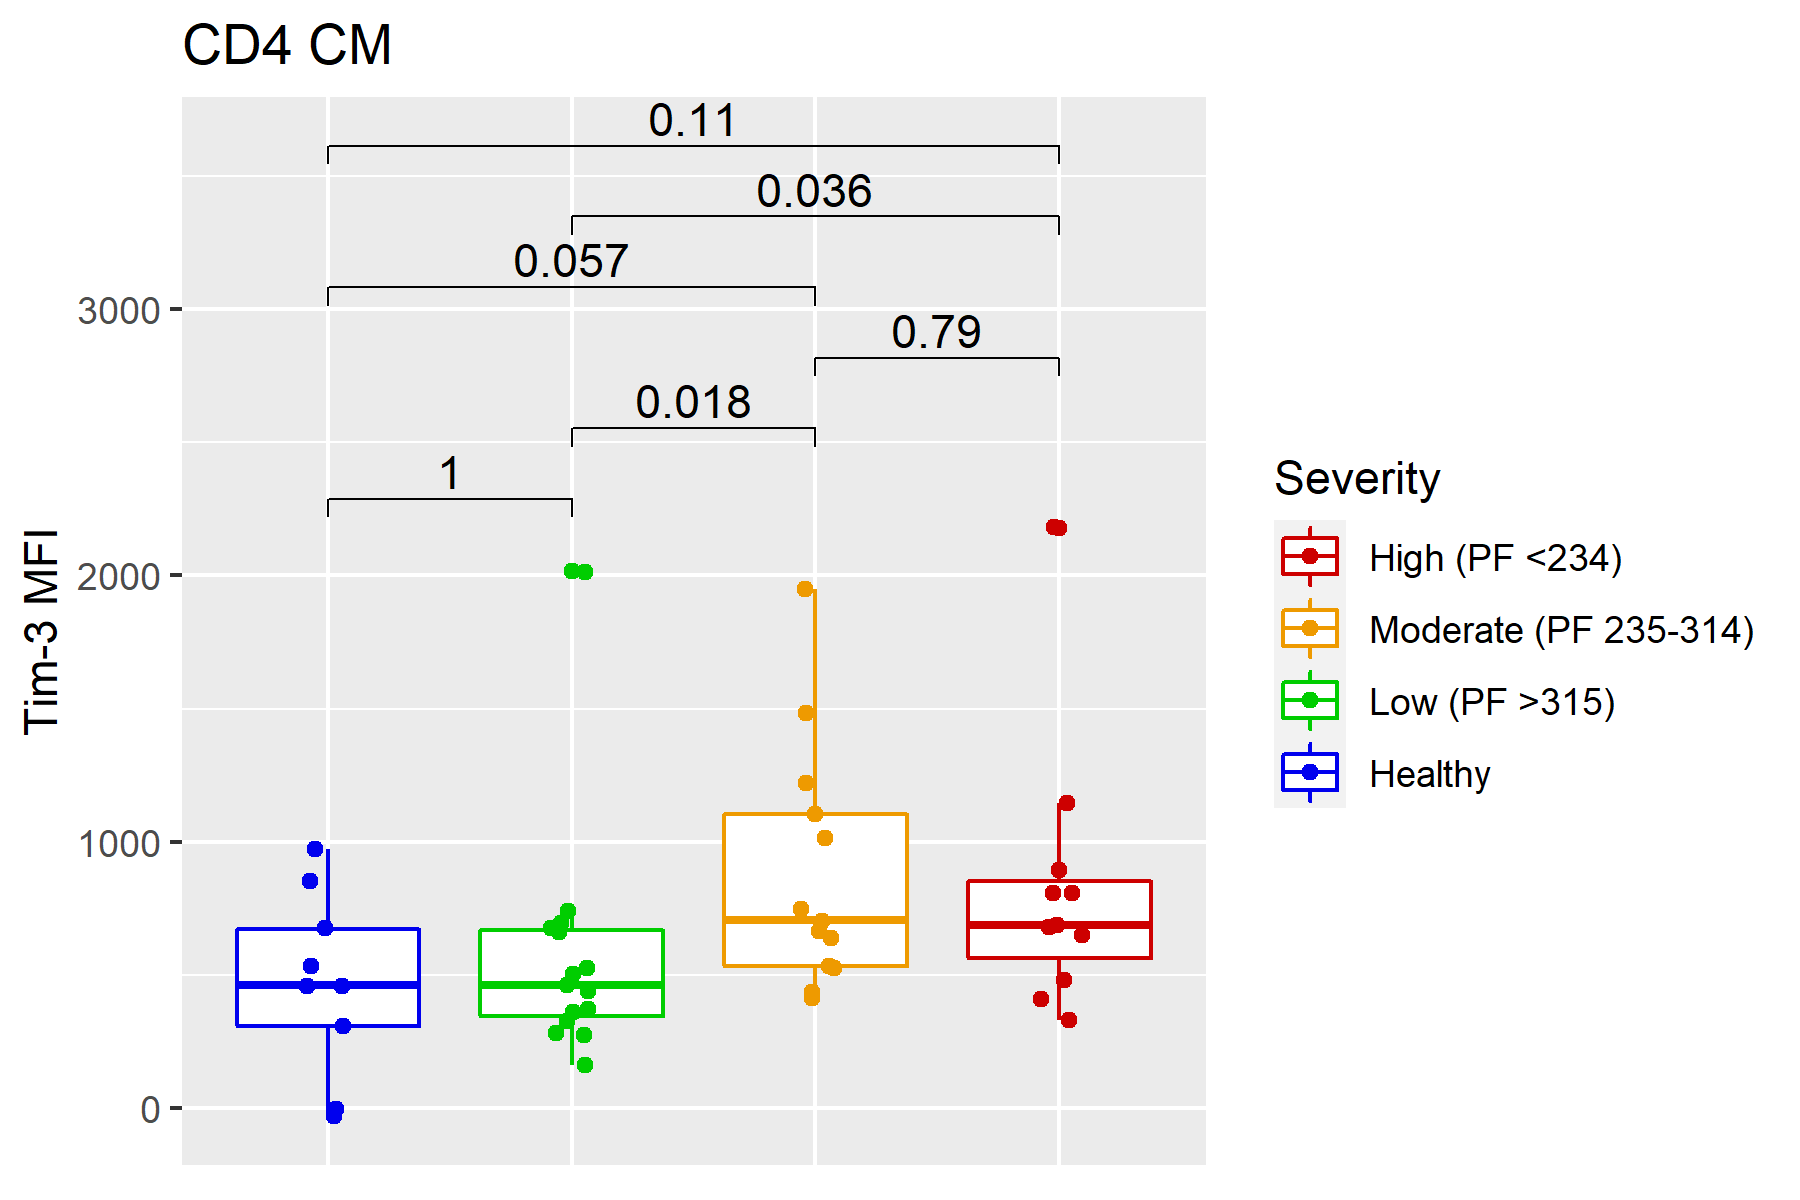 CD4 CM
0.11
0.036
0.057
3000
0.79
0.018
1
2000
1000
0
Tim-3 MFI
Severity
High (PF <234)
Moderate (PF 235-314)
Low (PF >315)
Healthy